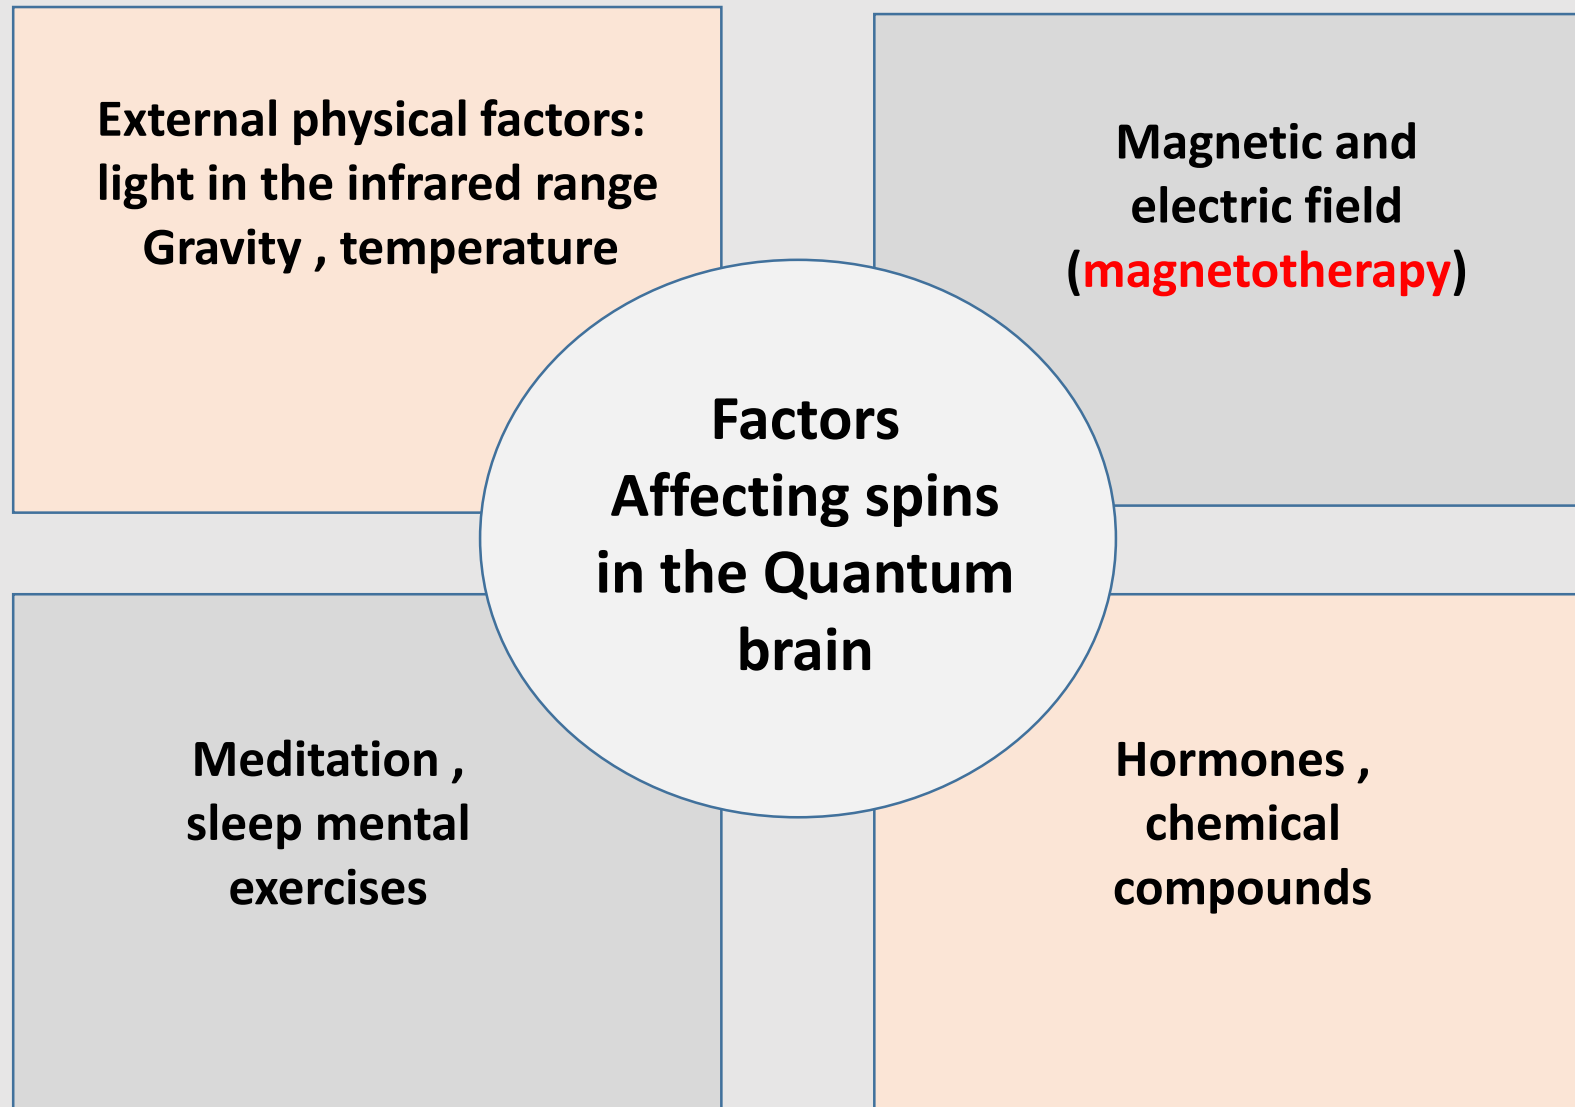 External physical factors:
light in the infrared range
Gravity , temperature
Magnetic and
electric field
(magnetotherapy)
Factors
Affecting spins
in the Quantum
brain
Meditation ,
sleep mental
exercises
Hormones ,
chemical
compounds